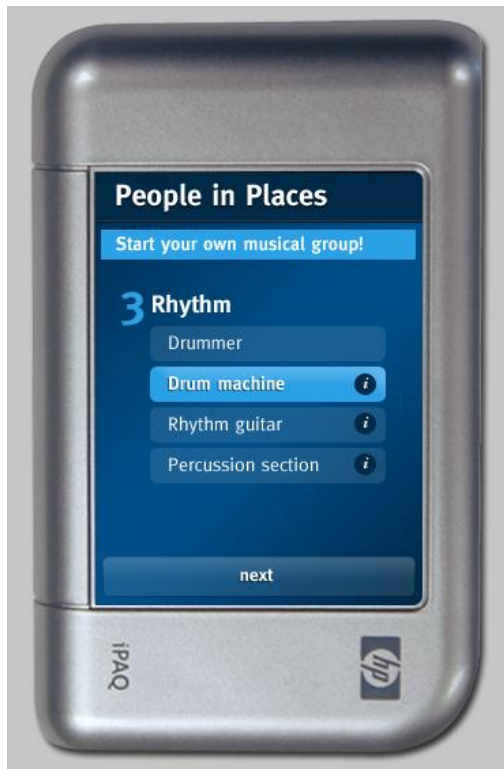 People in Places
Start your own musical group!
3 Rhythm
Drummer
Drum machine i
Rhythm guitar i
Percussion section i
next
iPAQ
hp